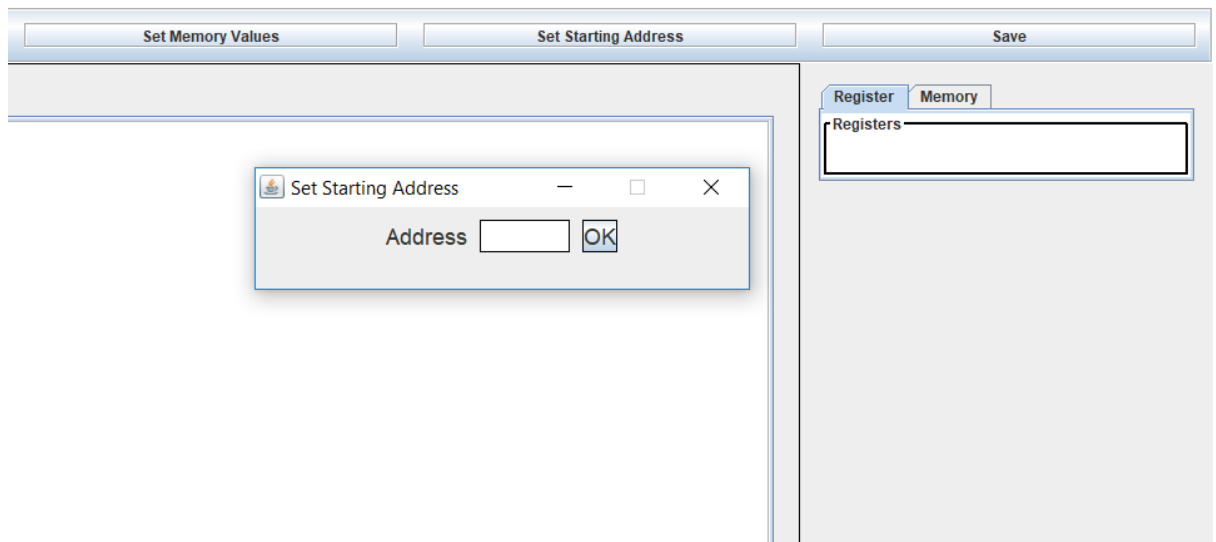 Set Memory Values Set Starting Address Save
Register Memory
Registers
Set Starting Address
Address OK